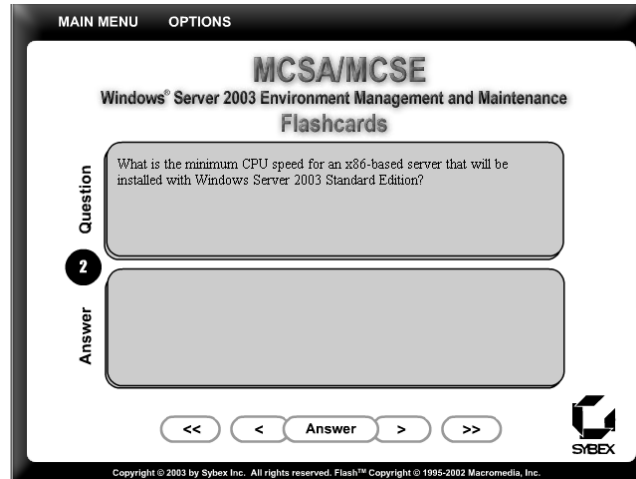 MAIN MENU OPTIONS
MCSA/MCSE
Windows® Server 2003 Environment Management and Maintenance
Flashcards
Question
What is the minimum CPU speed for an x86-based server that will be
installed with Windows Server 2003 Standard Edition?
2
Answer
<< < Answer > >>
SYBEX
Copyright © 2003 by Sybex Inc. All rights reserved. Flash™ Copyright © 1995-2002 Macromedia, Inc.